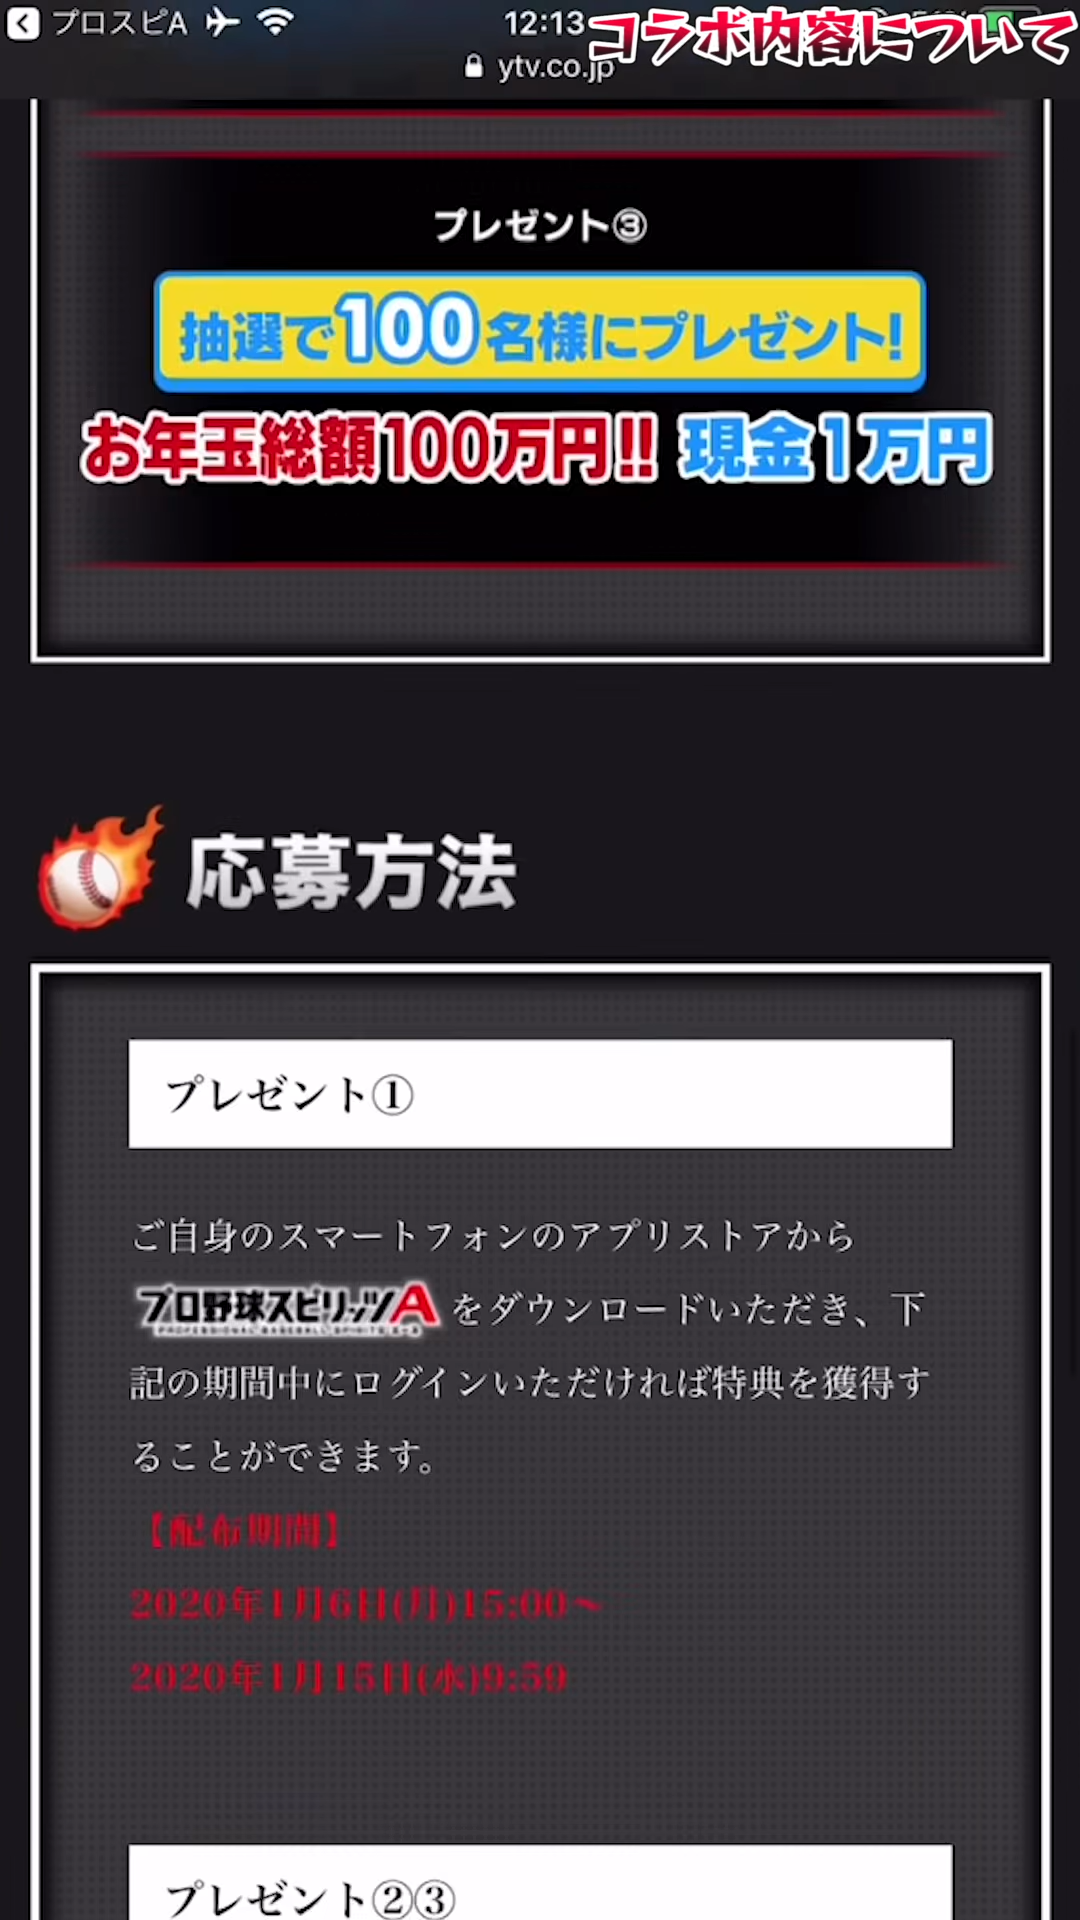 プロスピA
12:13
コラボ内容について
ytv.co.jp
プレゼント③
抽選で100名様にプレゼント!
お年玉総額100万円!! 現金1万円
応募方法
プレゼント①
ご自身のスマートフォンのアプリストアから
プロ野球スピリッツA をダウンロードいただき、下
記の期間中にログインいただければ特典を獲得す
ることができます。
【配布期間】
2020年1月6日(月)15:00～
2020年1月15日(水)9:59
プレゼント②③